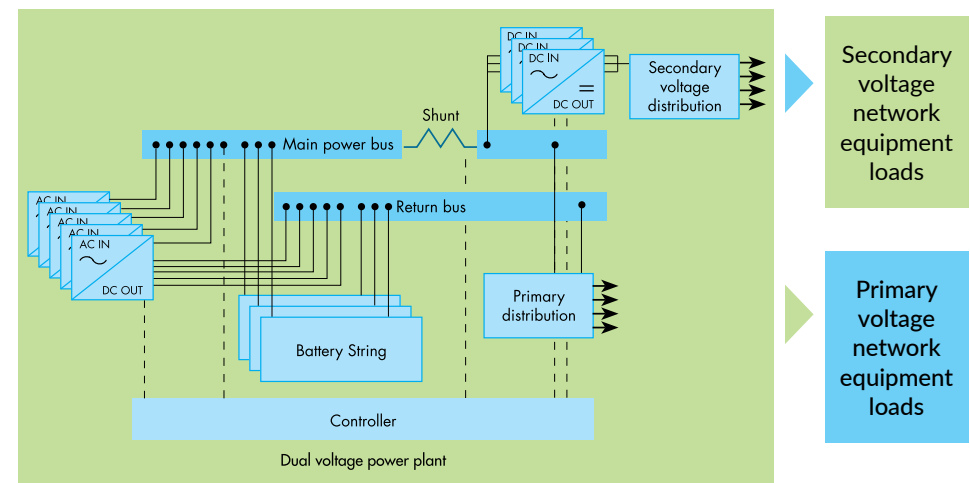 DC IN
DC IN
DC IN
DC OUT
Secondary
voltage
distribution
Secondary
voltage
network
equipment
loads
Shunt
Main power bus
Return bus
AC IN
AC IN
AC IN
AC IN
AC IN
DC OUT
Primary
distribution
Battery String
Primary
voltage
network
equipment
loads
Controller
Dual voltage power plant